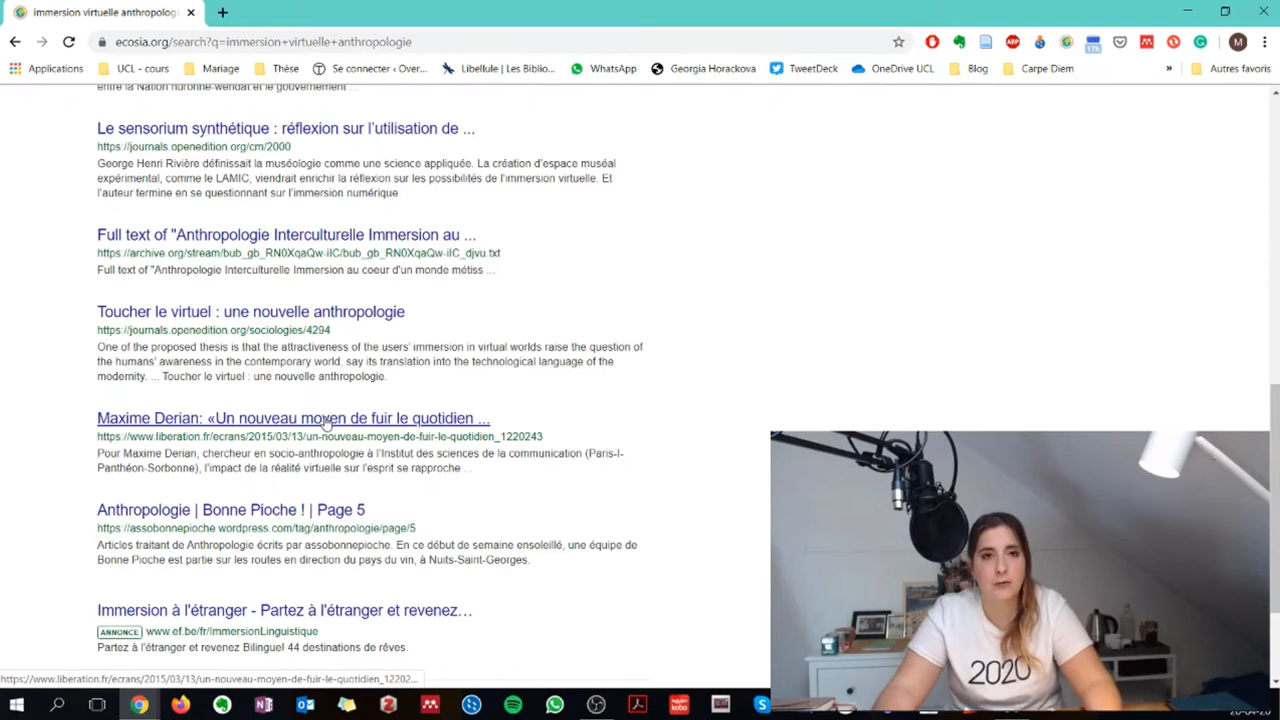 immersion virtuelle anthropolog
ecosia.org/search?q=immersion+virtuelle+anthropologie
17h
ABP
M
Applications
UCL - cours
Mariage
Thèse
Se connecter ‹ Over...
Libellule | Les Biblio...
WhatsApp
Georgia Horackova
TweetDeck
OneDrive UCL
Blog
Carpe Diem
»
Autres favoris
entre la Nation huronne-wendat et le gouvernement ...
Le sensorium synthétique : réflexion sur l'utilisation de ...
https://journals.openedition.org/cm/2000
George Henri Rivière définissait la muséologie comme une science appliquée. La création d'espace muséal
expérimental, comme le LAMIC, viendrait enrichir la réflexion sur les possibilités de l'immersion virtuelle. Et
l'auteur termine en se questionnant sur l'immersion numérique.
Full text of "Anthropologie Interculturelle Immersion au ...
https://archive.org/stream/bub_gb_RN0XqaQw-iIC/bub_gb_RN0XqaQw-iIC_djvu.txt
Full text of "Anthropologie Interculturelle Immersion au coeur d'un monde métiss ...
Toucher le virtuel : une nouvelle anthropologie
https://journals.openedition.org/sociologies/4294
One of the proposed thesis is that the attractiveness of the users' immersion in virtual worlds raise the question of
the humans' awareness in the contemporary world, say its translation into the technological language of the
modernity. ... Toucher le virtuel : une nouvelle anthropologie.
Maxime Derian: «Un nouveau moyen de fuir le quotidien ...
https://www.liberation.fr/ecrans/2015/03/13/un-nouveau-moyen-de-fuir-le-quotidien_1220243
Pour Maxime Derian, chercheur en socio-anthropologie à l'Institut des sciences de la communication (Paris-I-
Panthéon-Sorbonne), l'impact de la réalité virtuelle sur l'esprit se rapproche ...
Anthropologie | Bonne Pioche ! | Page 5
https://assobonnepioche.wordpress.com/tag/anthropologie/page/5
Articles traitant de Anthropologie écrits par assobonnepioche. En ce début de semaine ensoleillé, une équipe de
Bonne Pioche est partie sur les routes en direction du pays du vin, à Nuits-Saint-Georges.
Immersion à l'étranger - Partez à l'étranger et revenez...
ANNONCE www.ef.be/fr/ImmersionLinguistique
Partez à l'étranger et revenez Bilinguel 44 destinations de rêves.
https://www.liberation.fr/ecrans/2015/03/13/un-nouveau-moyen-de-fuir-le-quotidien_12202...
2020